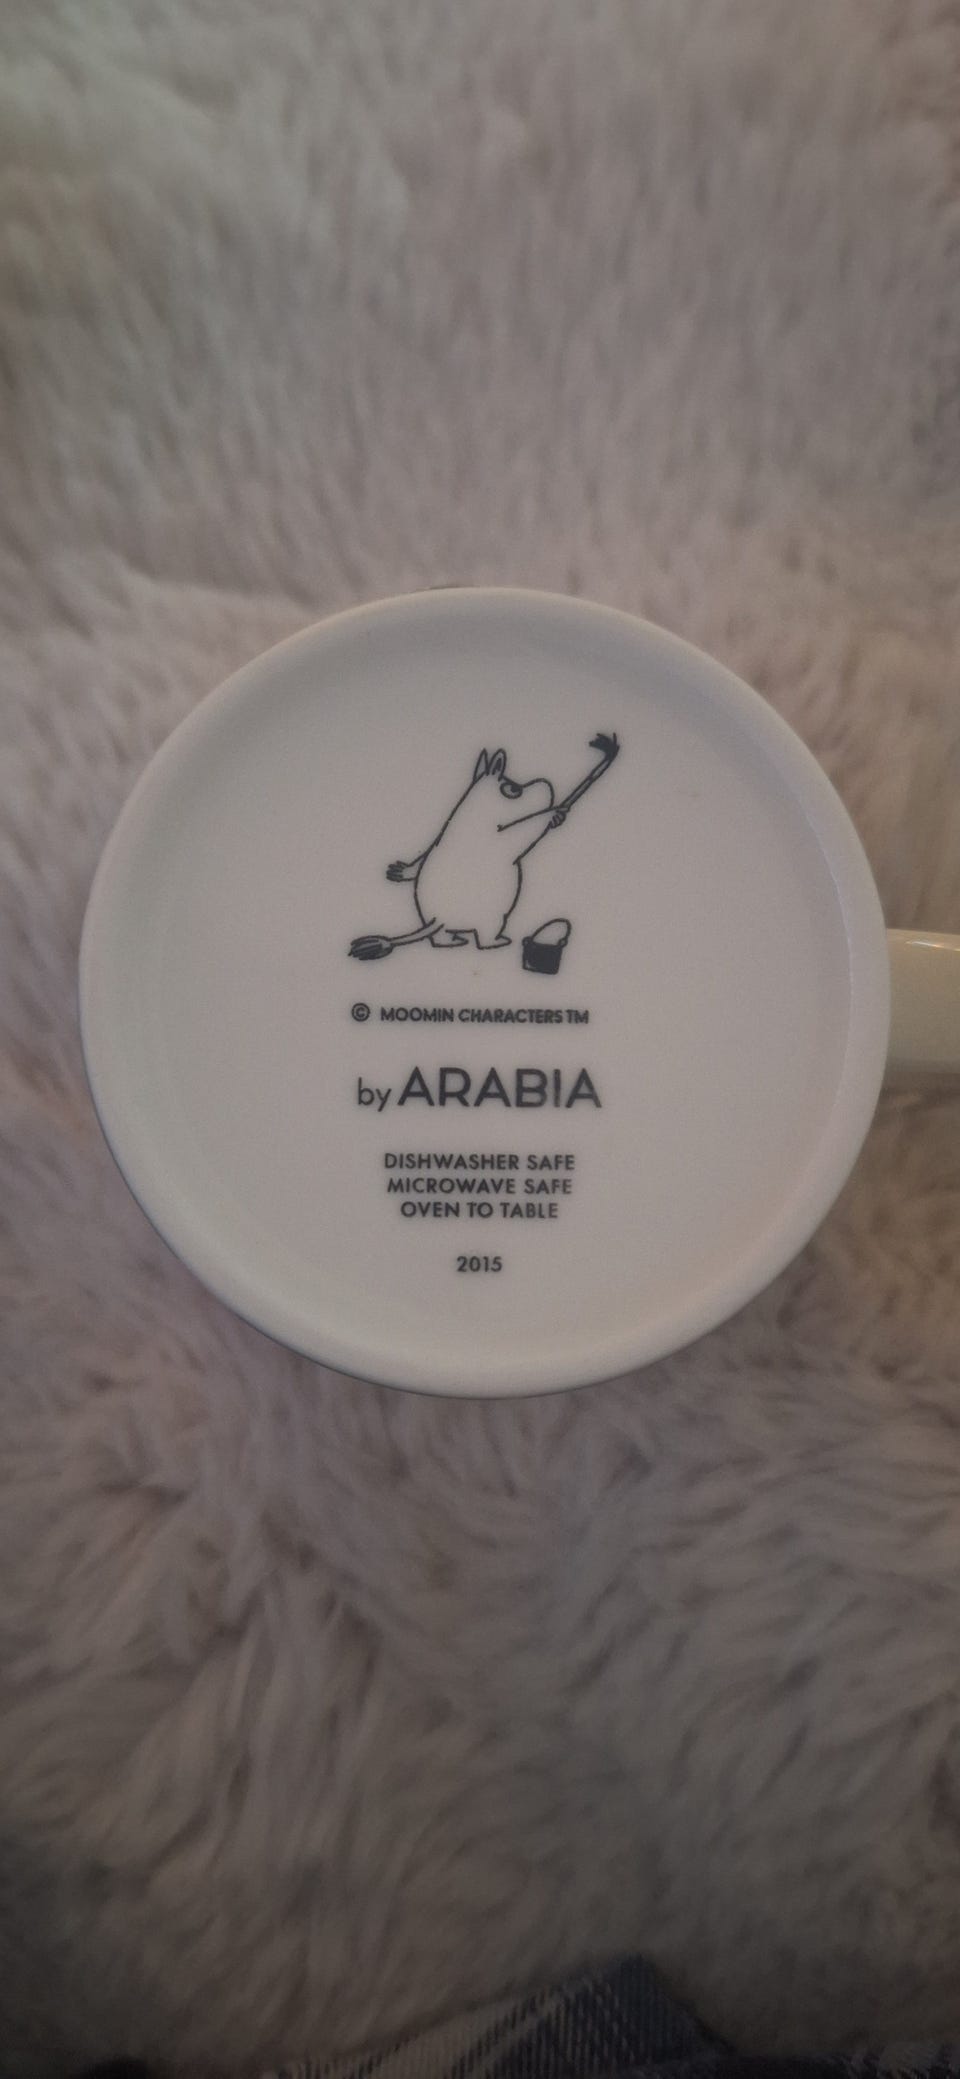 © MOOMIN CHARACTERS TM
by ARABIA
DISHWASHER SAFE
MICROWAVE SAFE
OVEN TO TABLE
2015